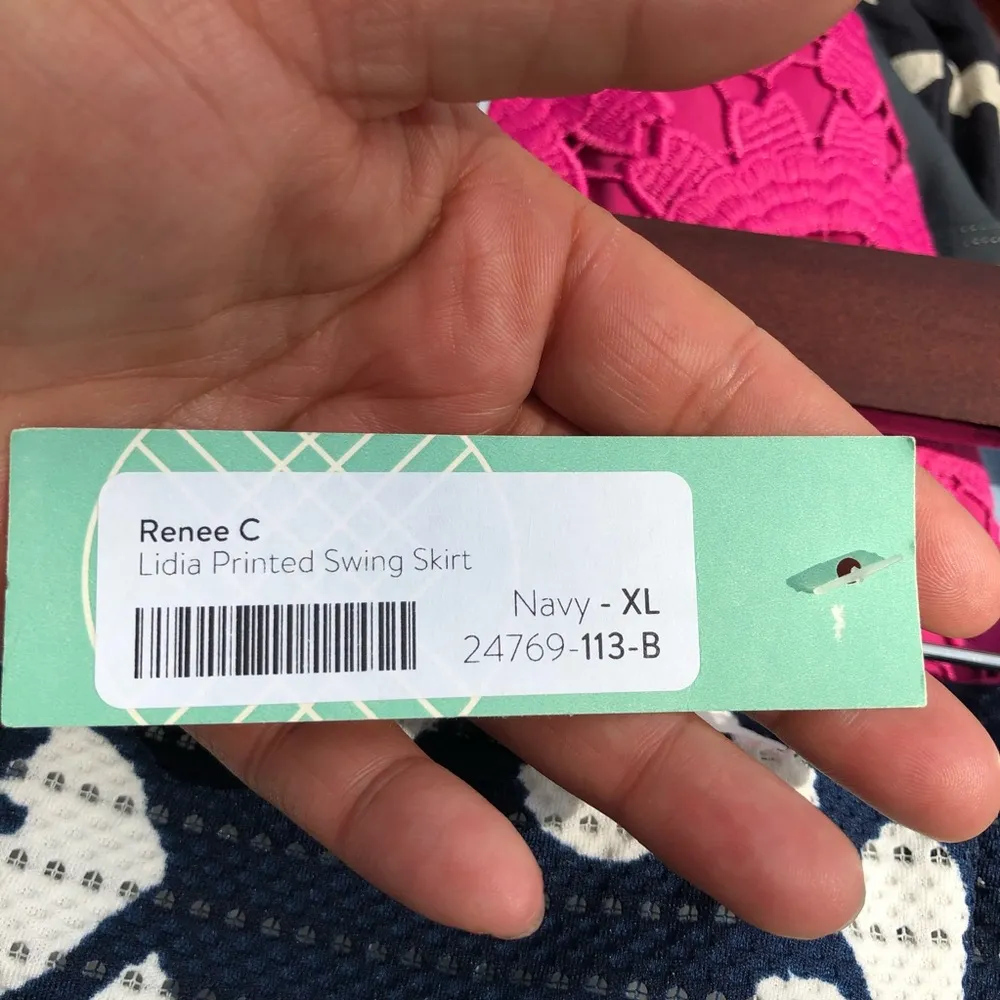 Renee C
Lidia Printed Swing Skirt
Navy - XL
24769-113-B